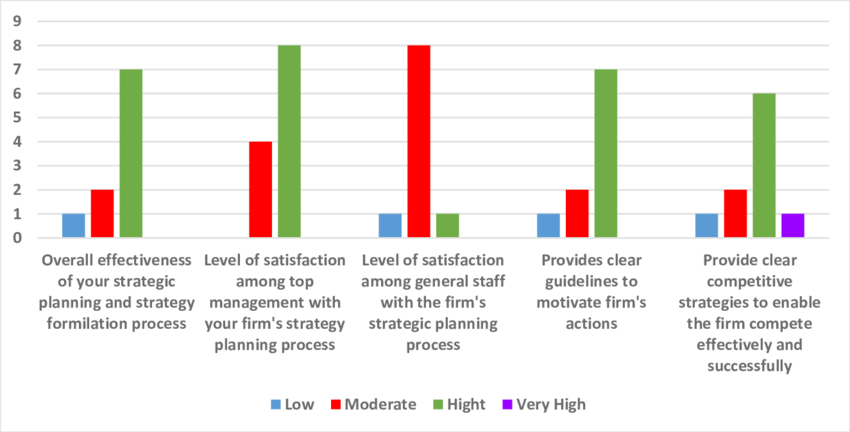 9
8
7
6
5
4
3
2
1
0
Overall effectiveness
of your strategic
planning and strategy
formilation process
Level of satisfaction
among top
management with
your firm's strategy
planning process
Level of satisfaction
among general staff
with the firm's
strategic planning
process
Provides clear
guidelines to
motivate firm's
actions
Provide clear
competitive
strategies to enable
the firm compete
effectively and
successfully
Low Moderate Hight Very High